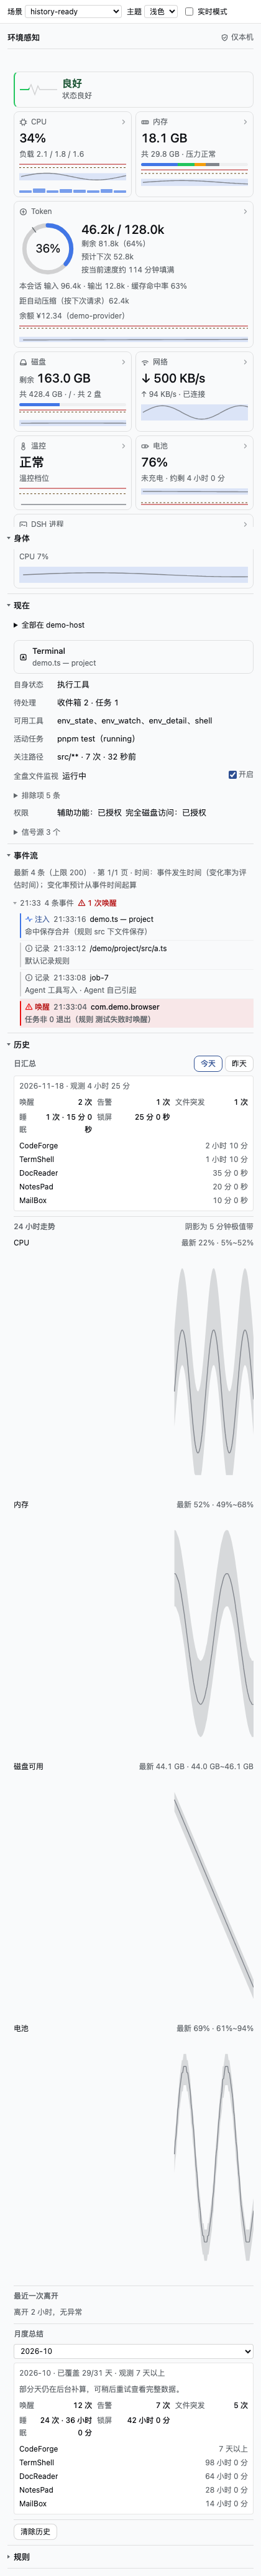 场景 history-ready 主题 浅色 实时模式
环境感知 仅本机
良好
状态良好
CPU
34%
负载 2.1 / 1.8 / 1.6
内存
18.1 GB
共 29.8 GB · 压力正常
Token
36%
46.2k / 128.0k
剩余 81.8k（64%）
预计下次 52.8k
按当前速度约 114 分钟填满
本会话 输入 96.4k · 输出 12.8k · 缓存命中率 63%
距自动压缩（按下次请求）62.4k
余额 ¥12.34（demo-provider）
磁盘
剩余 163.0 GB
共 428.4 GB · / · 共 2 盘
网络
↓ 500 KB/s
↑ 94 KB/s · 已连接
温控
正常
温控档位
电池
76%
未充电 · 约剩 4 小时 0 分
DSH 进程
身体
CPU 7%
现在
全部在 demo-host
Terminal
demo.ts — project
自身状态 执行工具
待处理 收件箱 2 · 任务 1
可用工具 env_state、env_watch、env_detail、shell
活动任务 pnpm test（running）
关注路径 src/** · 7 次 · 32 秒前
全盘文件监视 运行中 开启
排除项 5 条
权限 辅助功能：已授权 完全磁盘访问：已授权
信号源 3 个
事件流
最新 4 条（上限 200） · 第 1/1 页 · 时间：事件发生时间（变化率为评
估时间）；变化率预计从事件时间起算
21:33 4 条事件 1 次唤醒
注入 21:33:16 demo.ts — project
命中保存合并（规则 src 下文件保存）
记录 21:33:12 /demo/project/src/a.ts
默认记录规则
记录 21:33:08 job-7
Agent 工具写入 · Agent 自己引起
唤醒 21:33:04 com.demo.browser
任务非 0 退出（规则 测试失败时唤醒）
历史
日汇总 今天 昨天
2026-11-18 · 观测 4 小时 25 分
唤醒 2 次 告警 1 次 文件突发 1 次
睡眠 1 次 · 15 分 0 秒 锁屏 25 分 0 秒
CodeForge 2 小时 10 分
TermShell 1 小时 10 分
DocReader 35 分 0 秒
NotesPad 20 分 0 秒
MailBox 10 分 0 秒
24 小时走势 阴影为 5 分钟极值带
CPU 最新 22% · 5%~52%
内存 最新 52% · 49%~68%
磁盘可用 最新 44.1 GB · 44.0 GB~46.1 GB
电池 最新 69% · 61%~94%
最近一次离开
离开 2 小时，无异常
月度总结
2026-10
2026-10 · 已覆盖 29/31 天 · 观测 7 天以上
部分天仍在后台补算，可稍后重试查看完整数据。
唤醒 12 次 告警 7 次 文件突发 5 次
睡眠 24 次 · 36 小时 0 分 锁屏 42 小时 0 分
CodeForge 7 天以上
TermShell 98 小时 0 分
DocReader 64 小时 0 分
NotesPad 28 小时 0 分
MailBox 14 小时 0 分
清除历史
规则